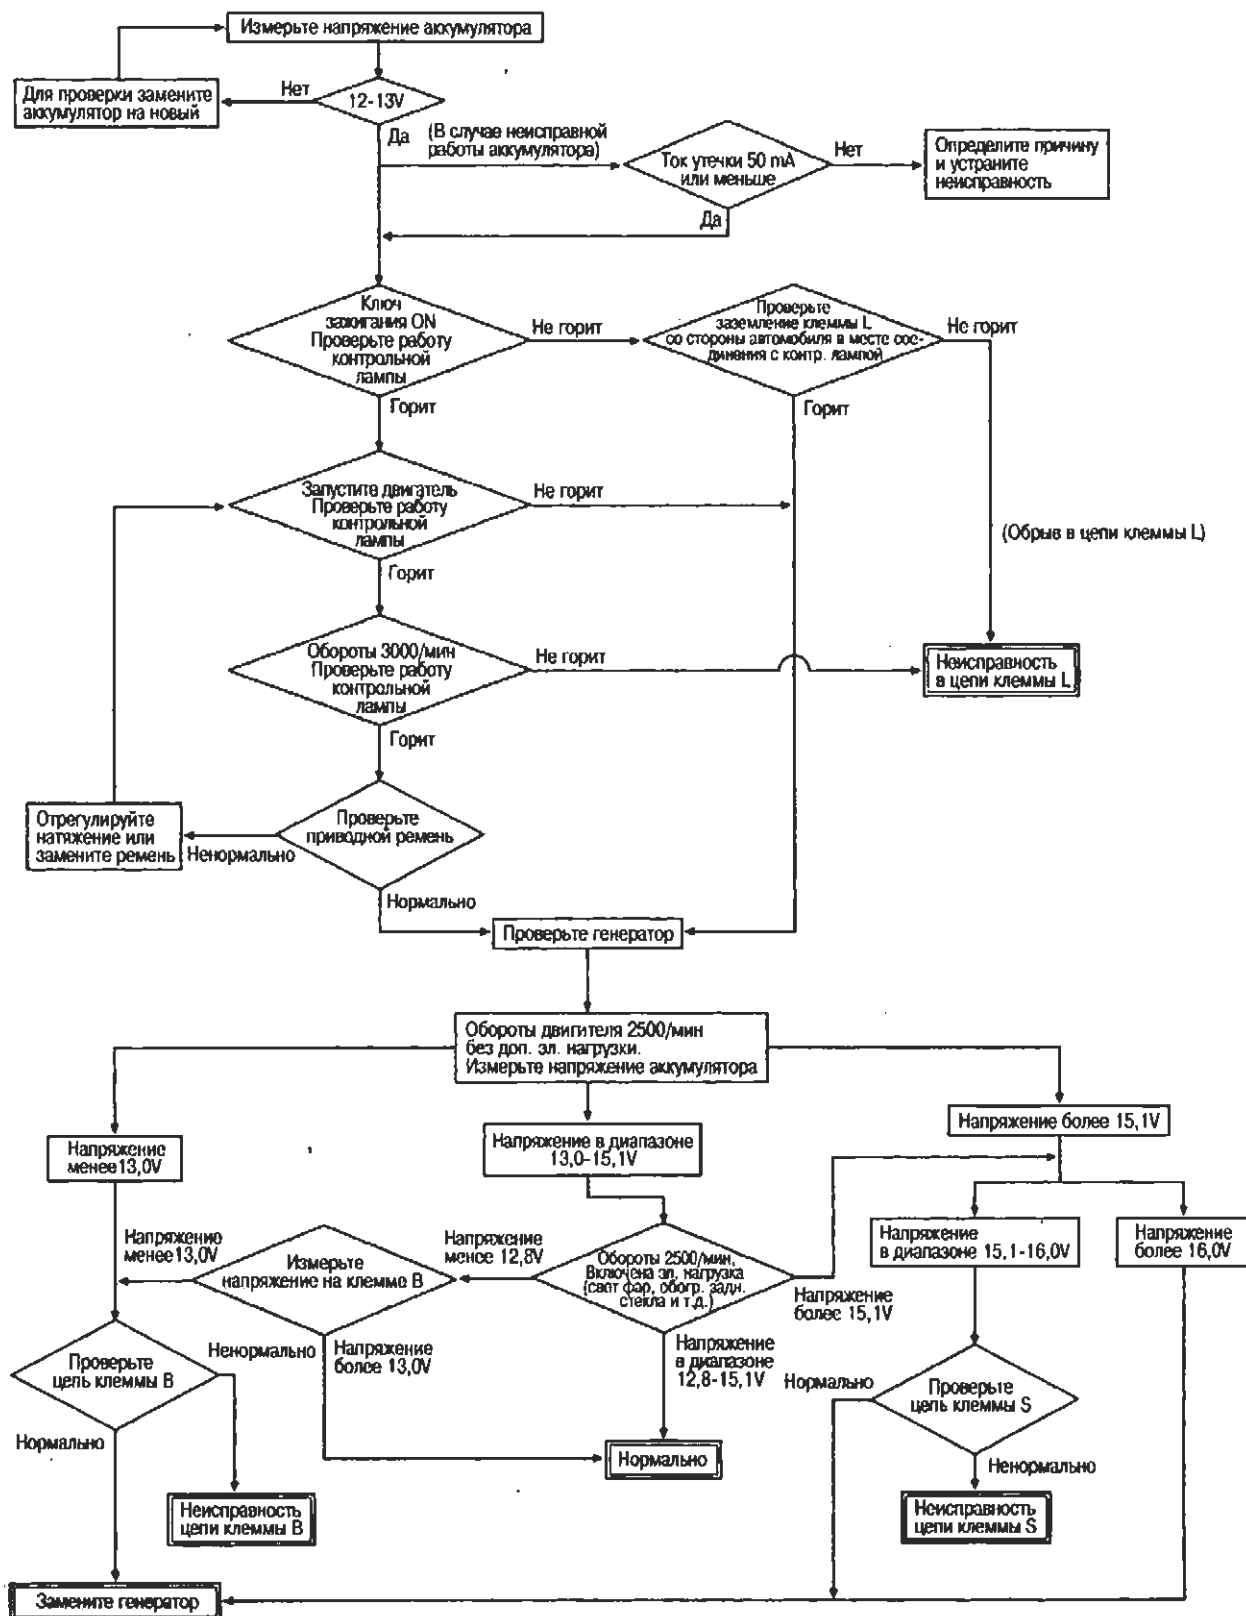 Измерьте напряжение аккумулятора
Для проверки замените
аккумулятор на новый
Нет
12-13V
Да
(В случае неисправной
работы аккумулятора)
Ток утечки 50 mA
или меньше
Нет
Определите причину
и устраните
неисправность
Да
Ключ
зажигания ON
Проверьте работу
контрольной
лампы
Не горит
Проверьте
заземление клеммы L
со стороны автомобиля в месте сое-
динения с контр. лампой
Не горит
Горит
Горит
Запустите двигатель
Проверьте работу
контрольной
лампы
Не горит
(Обрыв в цепи клеммы L)
Горит
Обороты 3000/мин
Проверьте работу
контрольной
лампы
Не горит
Неисправность
в цепи клеммы L
Горит
Отрегулируйте
натяжение или
замените ремень
Ненормально
Проверьте
приводной ремень
Нормально
Проверьте генератор
Обороты двигителя 2500/мин
без доп. эл. нагрузки.
Измерьте напряжение аккумулятора
Напряжение
менее13,0V
Напряжение в диапазоне
13,0-15,1V
Напряжение более 15,1V
Напряжение
менее13,0V
Измерьте
напряжение на клемме B
Напряжение
менее 12,8V
Обороты 2500/мин,
Включена эл. нагрузка
(свет фар, обогр. задн.
стекла и т.д.)
Напряжение
более 15,1V
Напряжение
в диапазоне 15,1-16,0V
Напряжение
более 16,0V
Проверьте
цепь клеммы B
Ненормально
Напряжение
более 13,0V
Напряжение
в диапазоне
12,8-15,1V
Нормально
Проверьте
цепь клеммы S
Нормально
Нормально
Ненормально
Неисправность
цепи клеммы B
Неисправность
цепи клеммы S
Замените генератор